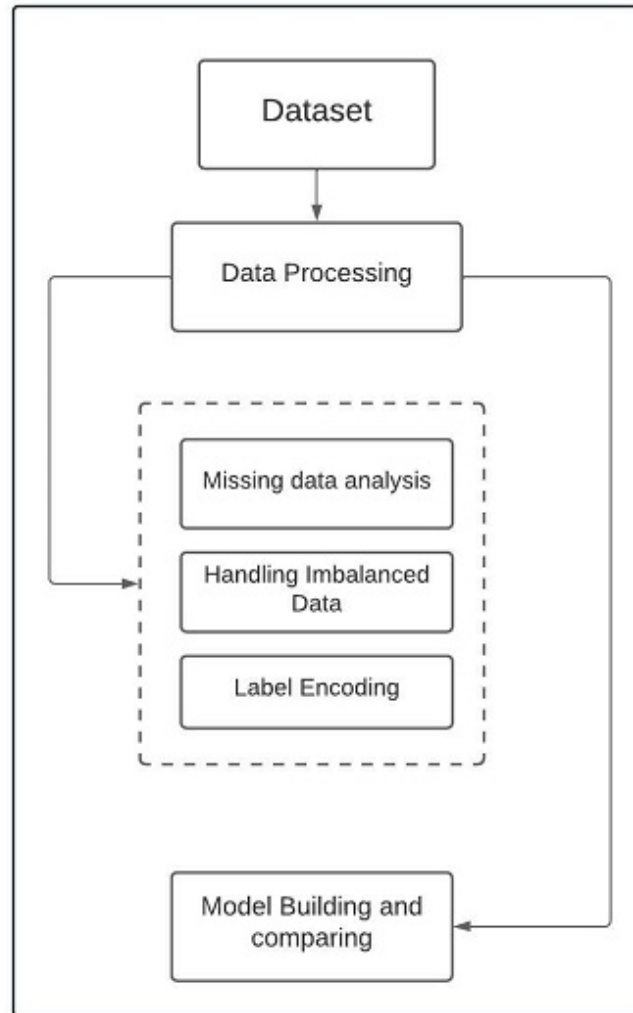 Dataset
Data Processing
Missing data analysis
Handling Imbalanced
Data
Label Encoding
Model Building and
comparing